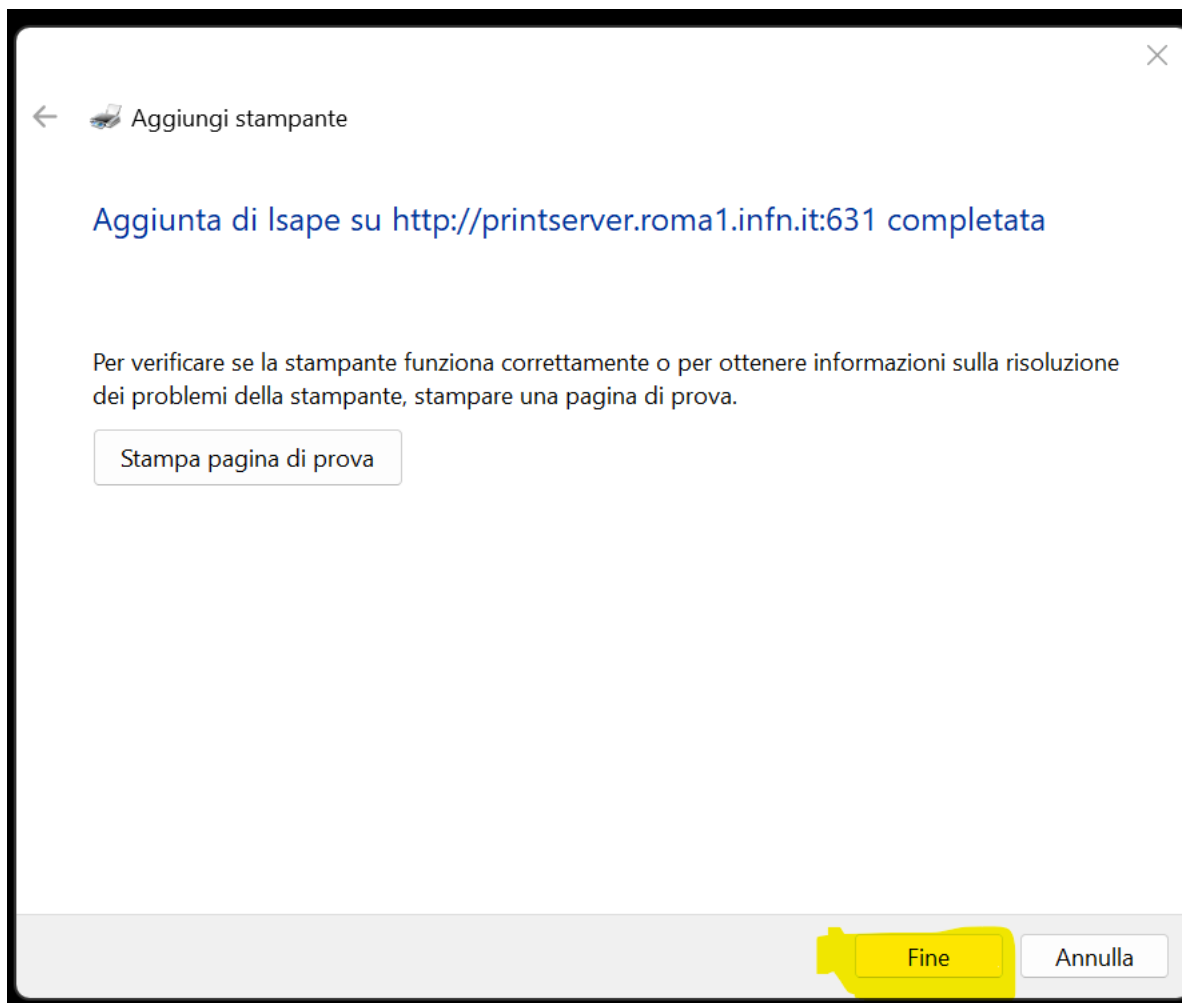 Aggiungi stampante
Aggiunta di lsape su http://printserver.roma1.infn.it:631 completata
Per verificare se la stampante funziona correttamente o per ottenere informazioni sulla risoluzione
dei problemi della stampante, stampare una pagina di prova.
Stampa pagina di prova
Fine
Annulla